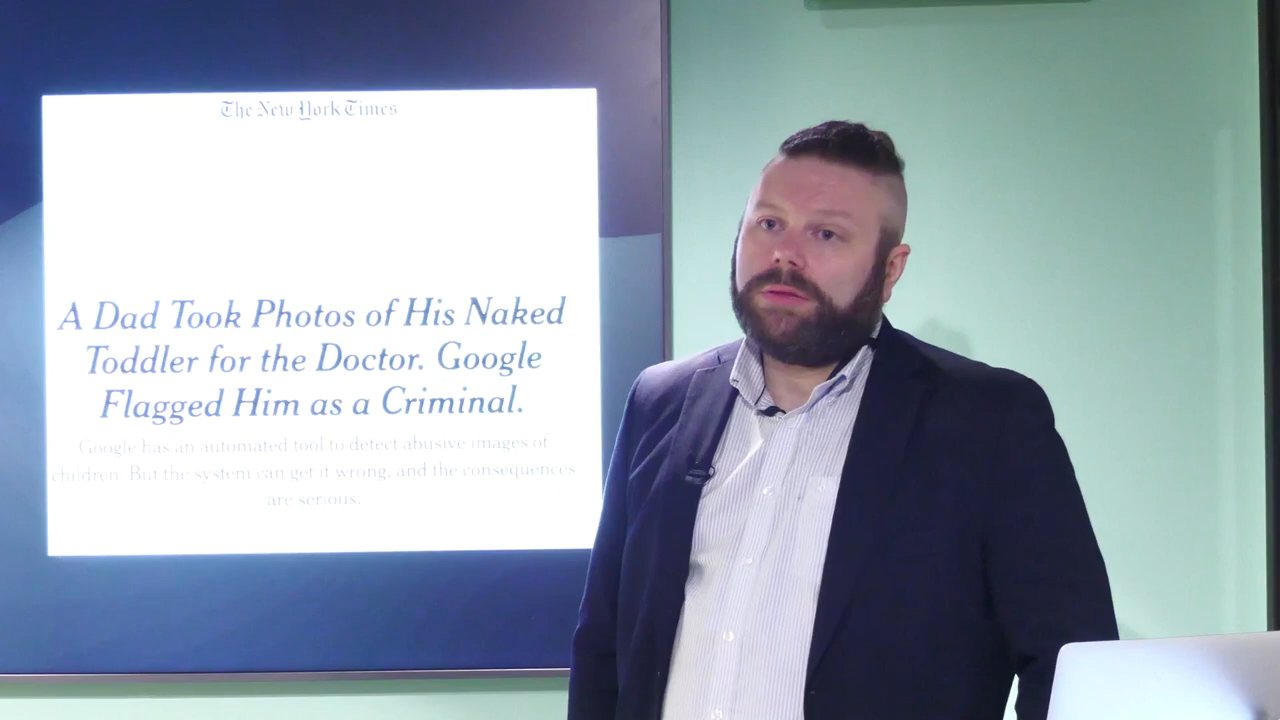 The New York Times
A Dad Took Photos of His Naked
Toddler for the Doctor. Google
Flagged Him as a Criminal.
Google has an automated tool to detect abusive images of
children. But the system can get it wrong, and the consequences
are serious.